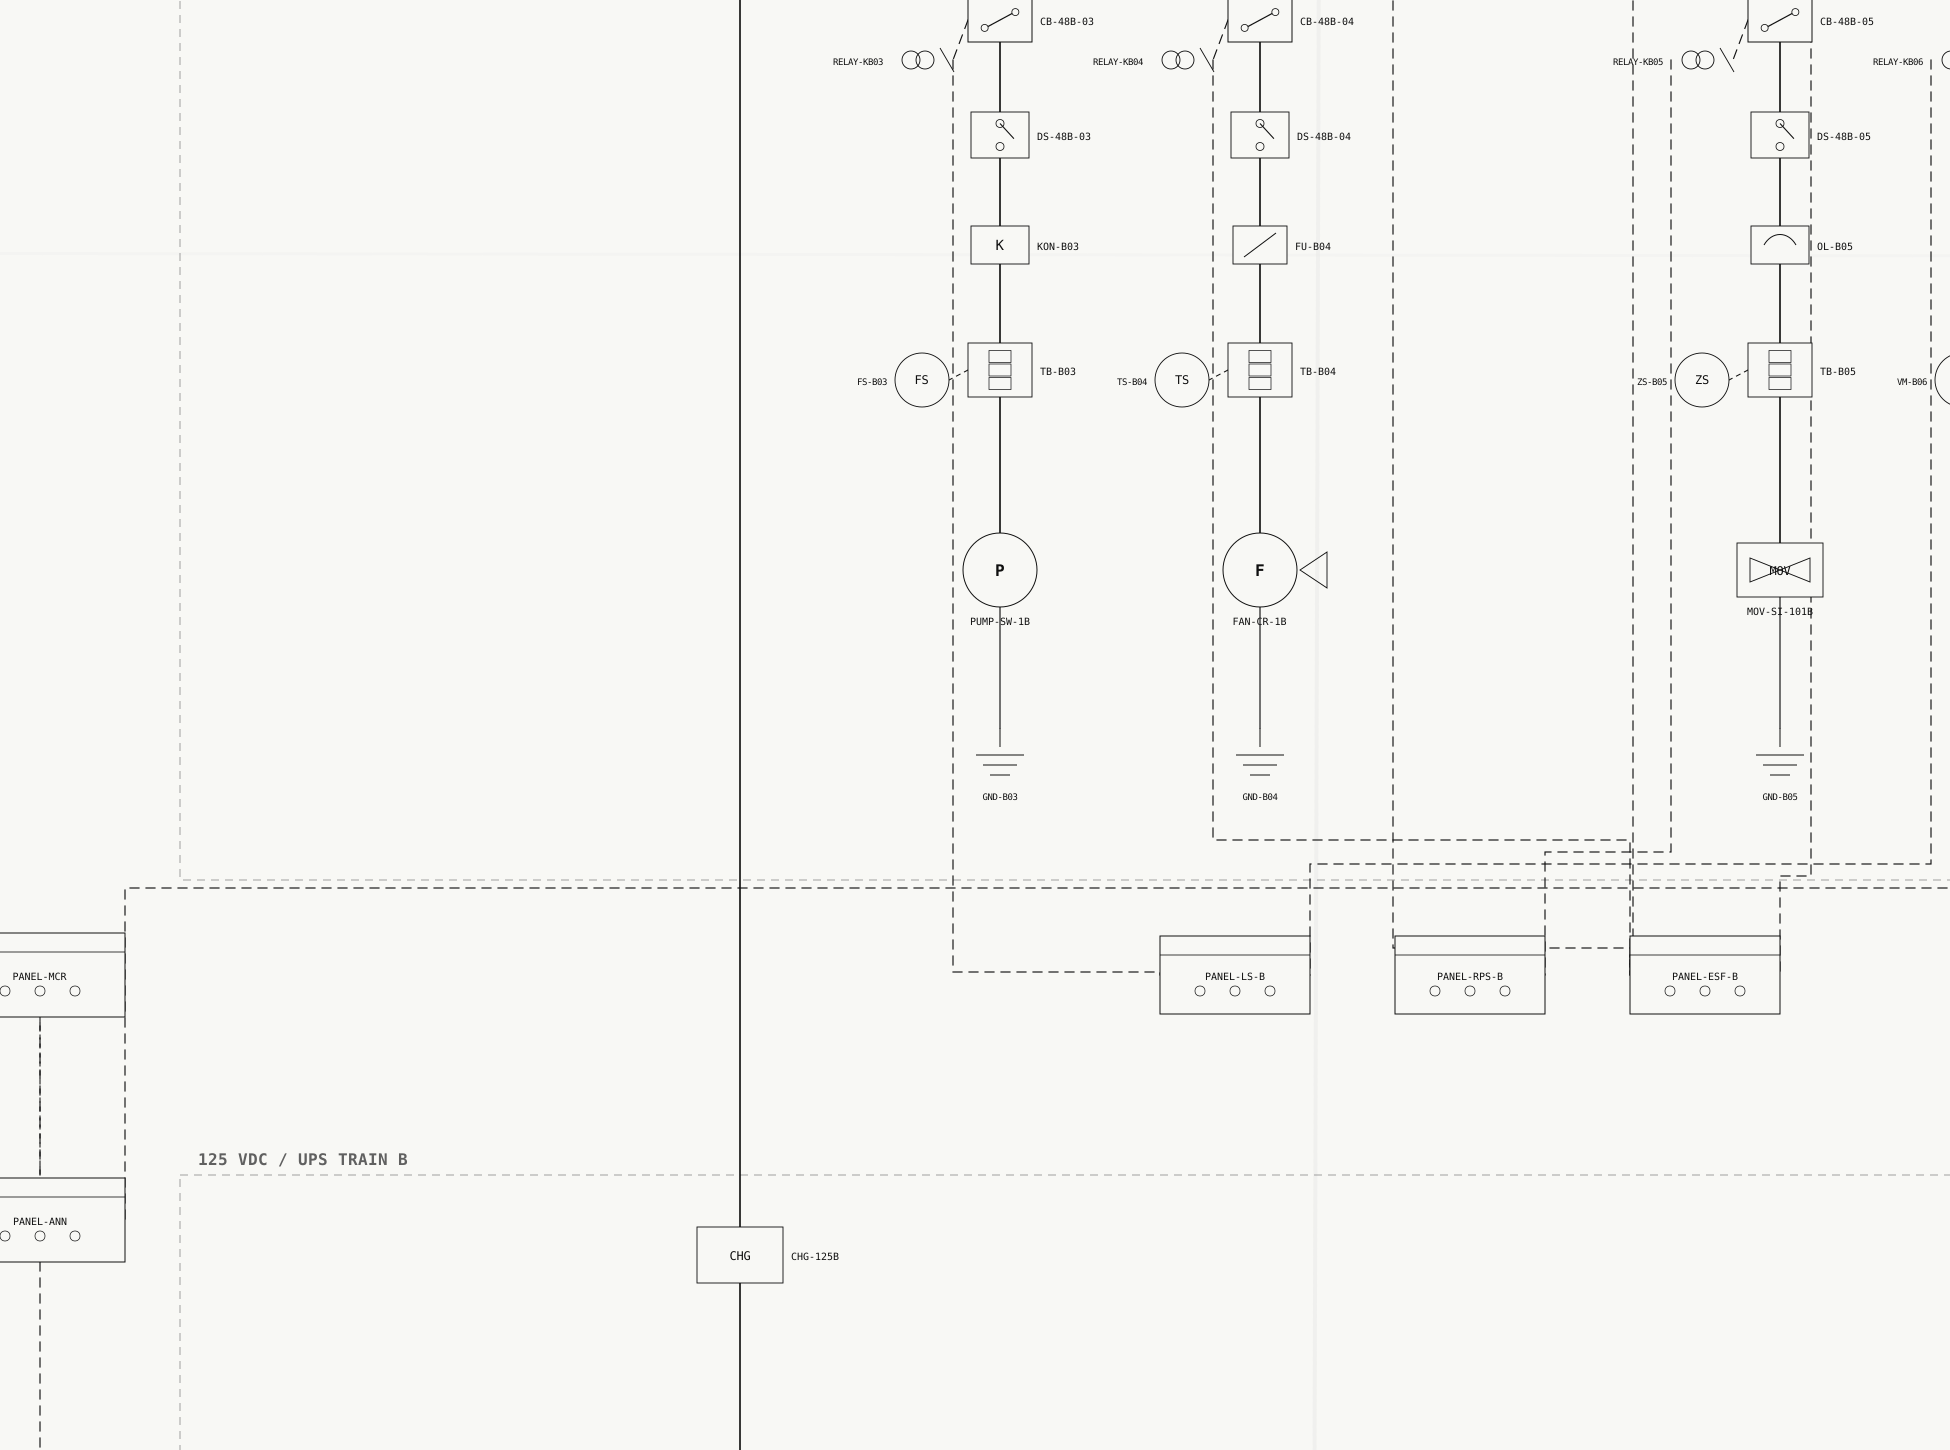 CB-48B-03
CB-48B-04
CB-48B-05
RELAY-KB03
RELAY-KB04
RELAY-KB05
RELAY-KB06
DS-48B-03
DS-48B-04
DS-48B-05
K
KON-B03
FU-B04
OL-B05
FS-B03
FS
TB-B03
TS-B04
TS
TB-B04
ZS-B05
ZS
TB-B05
VM-B06
P
F
MOV
PUMP-SW-1B
FAN-CR-1B
MOV-SI-101B
GND-B03
GND-B04
GND-B05
PANEL-MCR
PANEL-LS-B
PANEL-RPS-B
PANEL-ESF-B
125 VDC / UPS TRAIN B
PANEL-ANN
CHG
CHG-125B